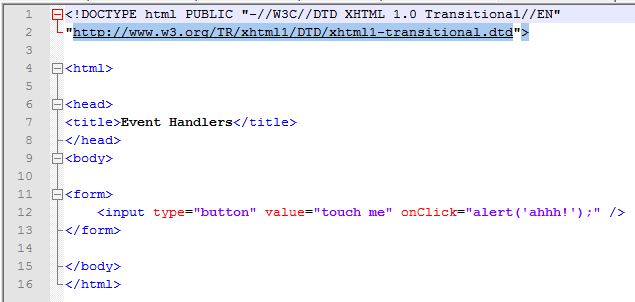 1 <!DOCTYPE html PUBLIC "-//W3C//DTD XHTML 1.0 Transitional//EN"
2 "http://www.w3.org/TR/xhtml1/DTD/xhtml1-transitional.dtd">
3
4 <html>
5
6 <head>
7 <title>Event Handlers</title>
8 </head>
9 <body>
10
11 <form>
12 <input type="button" value="touch me" onClick="alert('ahhh!');" />
13 </form>
14
15 </body>
16 </html>